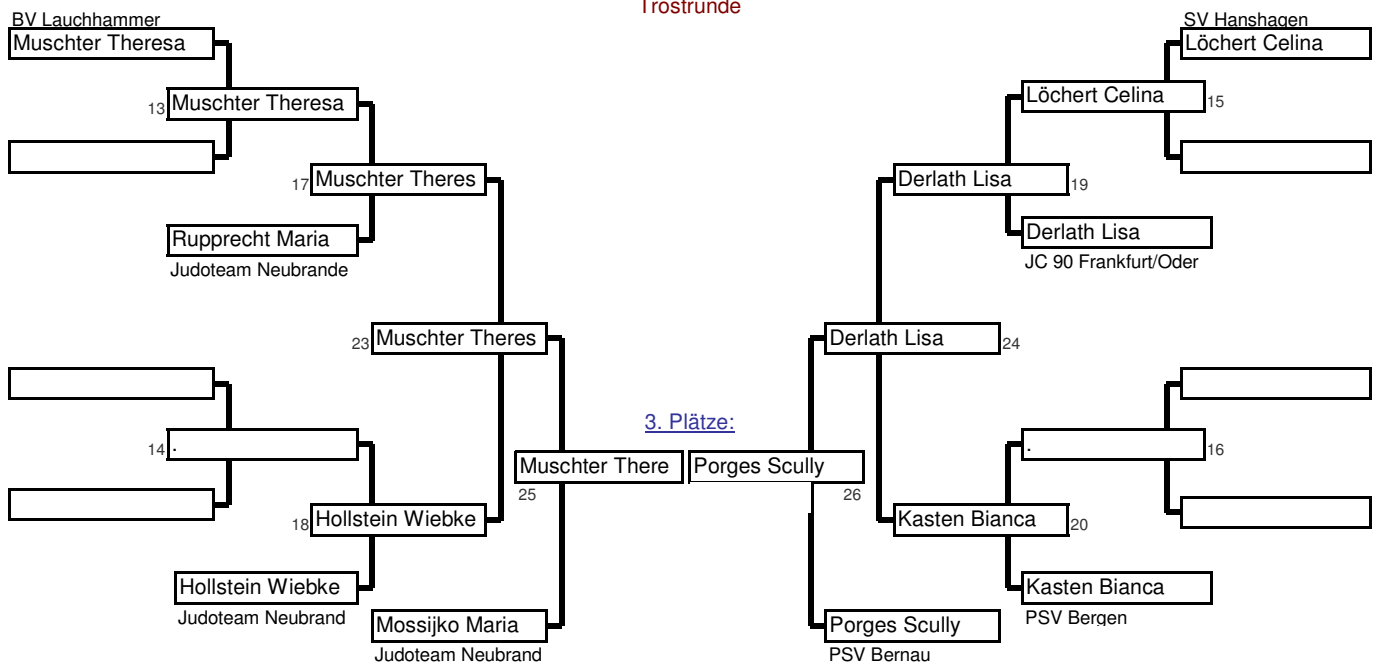 Trostrunde
BV Lauchhammer
SV Hanshagen
Muschter Theresa
Löchert Celina
13 Muschter Theresa
Löchert Celina 15
17 Muschter Theres
Derlath Lisa 19
Rupprecht Maria
Derlath Lisa
Judoteam Neubrande
JC 90 Frankfurt/Oder
23 Muschter Theres
Derlath Lisa 24
3. Plätze:
14 .
. 16
Muschter There
Porges Scully
25
26
18 Hollstein Wiebke
Kasten Bianca 20
Hollstein Wiebke
Kasten Bianca
Judoteam Neubrand
PSV Bergen
Mossijko Maria
Porges Scully
Judoteam Neubrand
PSV Bernau